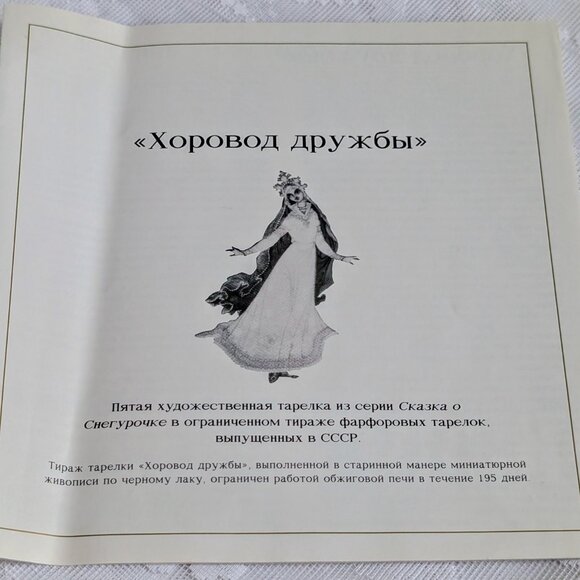 «Хоровод дружбы»
Пятая художественная тарелка из серии Сказка о
Снегурочке в ограниченном тираже фарфоровых тарелок,
выпущенных в СССР.
Тираж тарелки «Хоровод дружбы», выполненной в старинной манере миниатюрной
живописи по черному лаку, ограничен работой обжиговой печи в течение 195 дней.